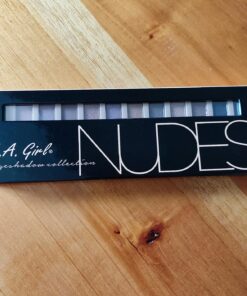 .A. Girl®
eyeshadow collection
NUDES